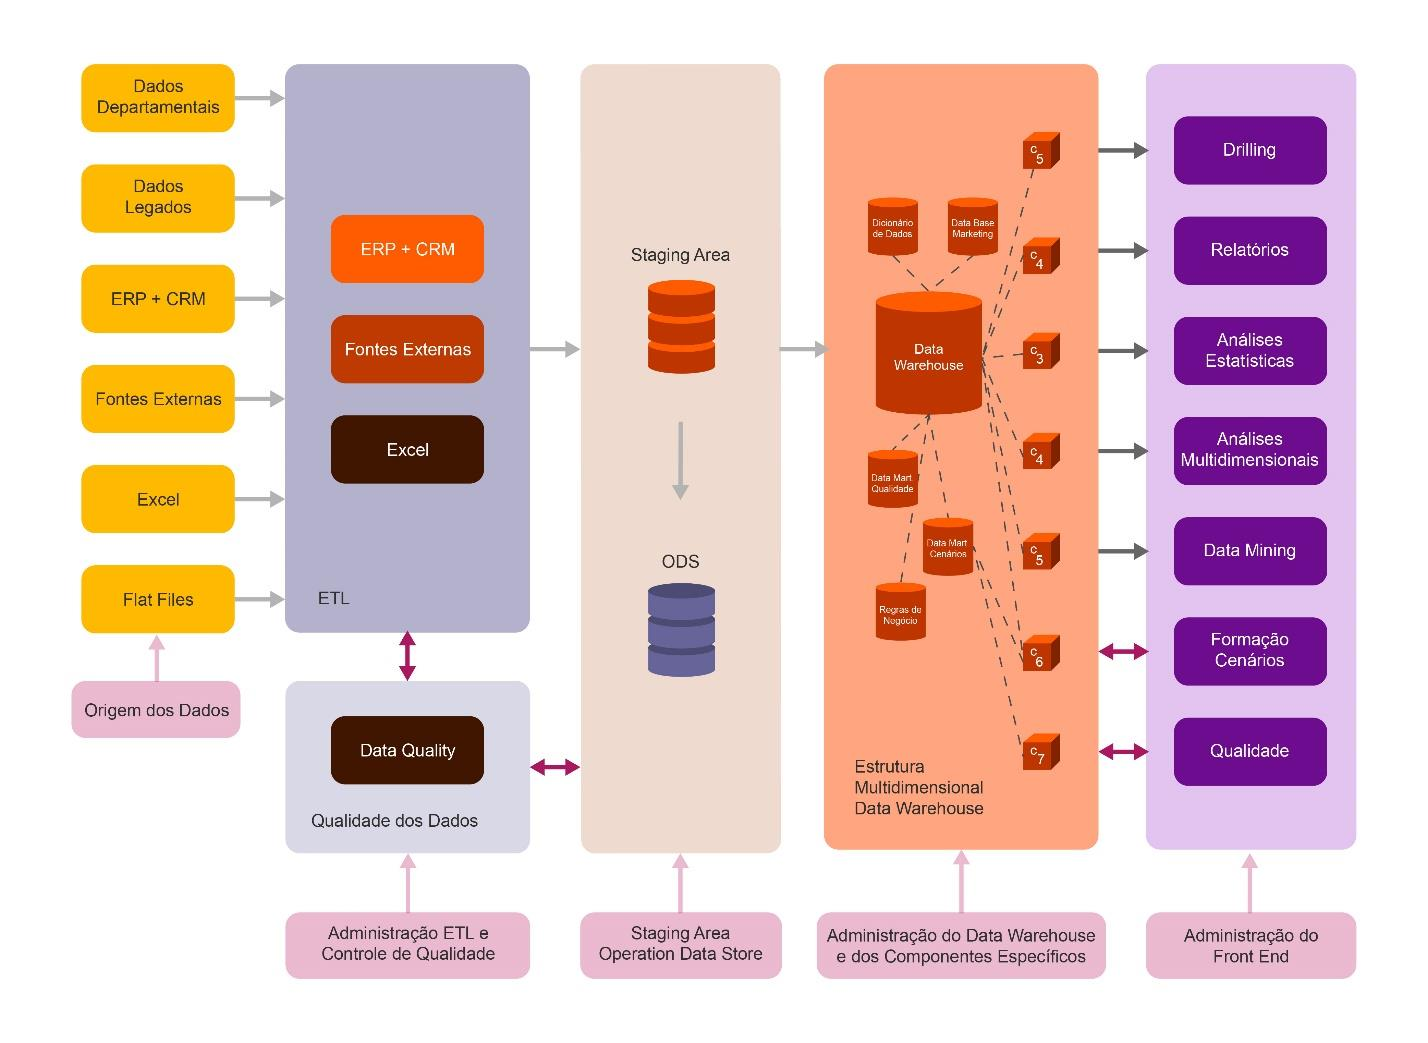 Dados
Departamentais
Dados
Legados
ERP + CRM
Fontes Externas
Excel
Flat Files
Origem dos Dados
ERP + CRM
Fontes Externas
Excel
ETL
Data Quality
Qualidade dos Dados
Administração ETL e
Controle de Qualidade
Staging Area
ODS
Staging Area
Operation Data Store
Dicionário
de Dados
Data Base
Marketing
Data
Warehouse
Data Mart
Qualidade
Data Mart
Cenários
Regras de
Negócio
c
5
c
4
c
3
c
4
c
5
c
6
c
7
Estrutura
Multidimensional
Data Warehouse
Administração do Data Warehouse
e dos Componentes Específicos
Drilling
Relatórios
Análises
Estatísticas
Análises
Multidimensionais
Data Mining
Formação
Cenários
Qualidade
Administração do
Front End